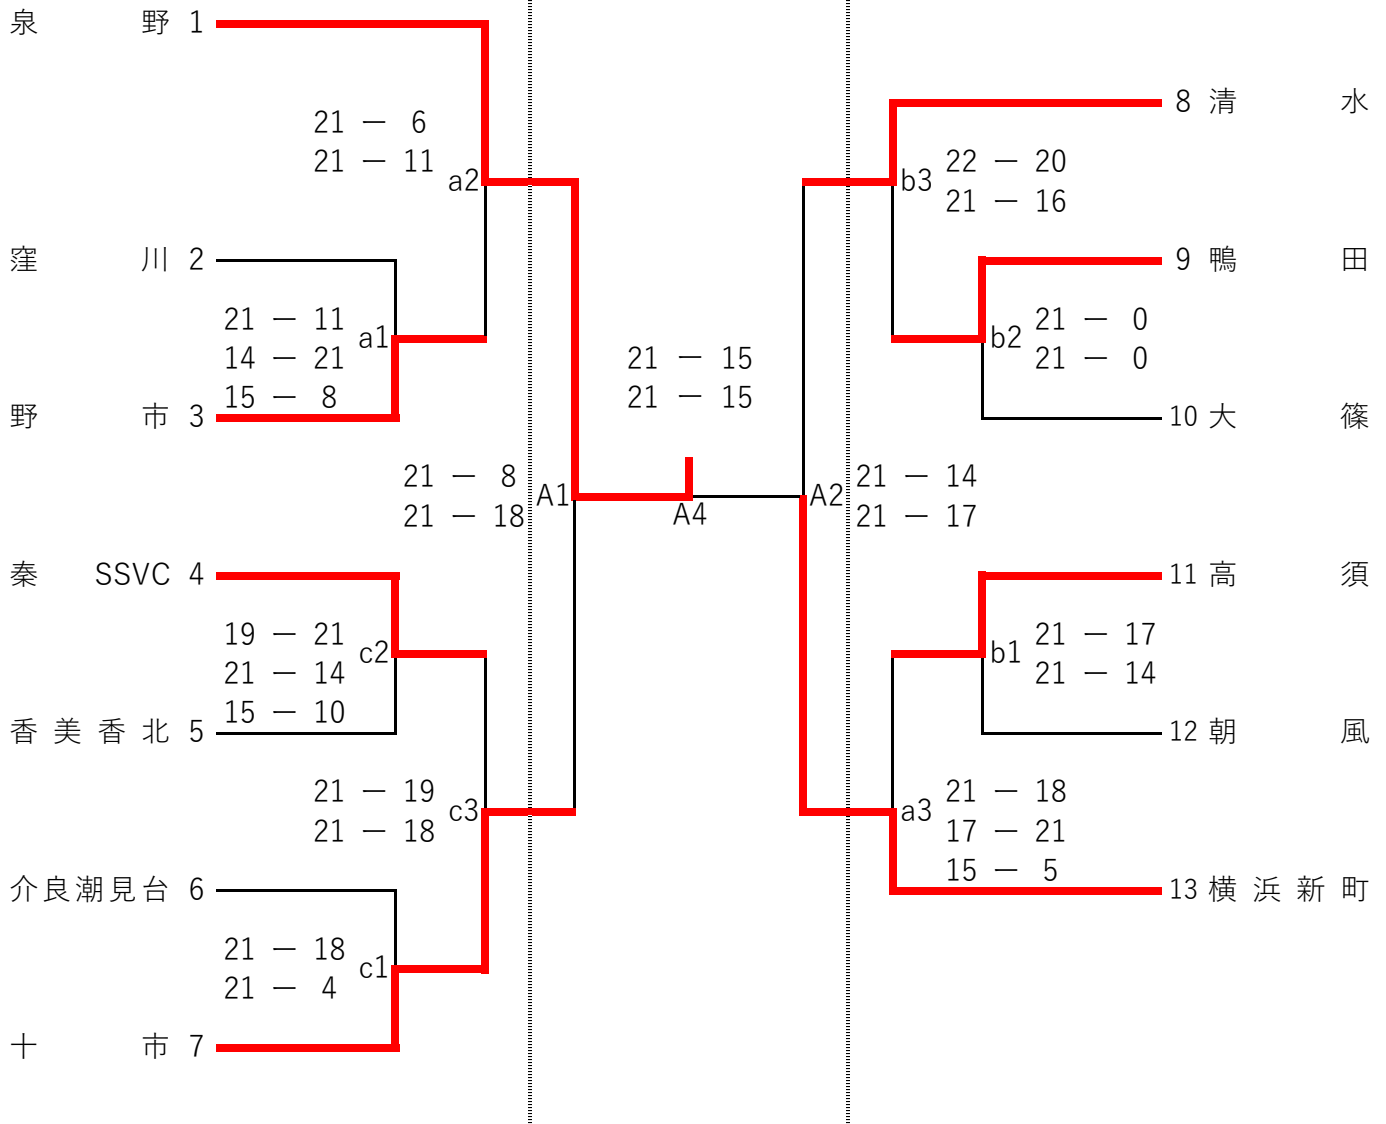 泉野 1
21 － 6
21 － 11
a2
窪川 2
21 － 11
14 － 21
15 － 8
a1
野市 3
21 － 8
21 － 18
A1
秦SSVC 4
19 － 21
21 － 14
15 － 10
c2
香美香北 5
21 － 19
21 － 18
c3
介良潮見台 6
21 － 18
21 － 4
c1
十市 7
21 － 15
21 － 15
A4
8 清水
b3
22 － 20
21 － 16
9 鴨田
b2
21 － 0
21 － 0
10 大篠
A2
21 － 14
21 － 17
11 高須
b1
21 － 17
21 － 14
12 朝風
a3
21 － 18
17 － 21
15 － 5
13 横浜新町